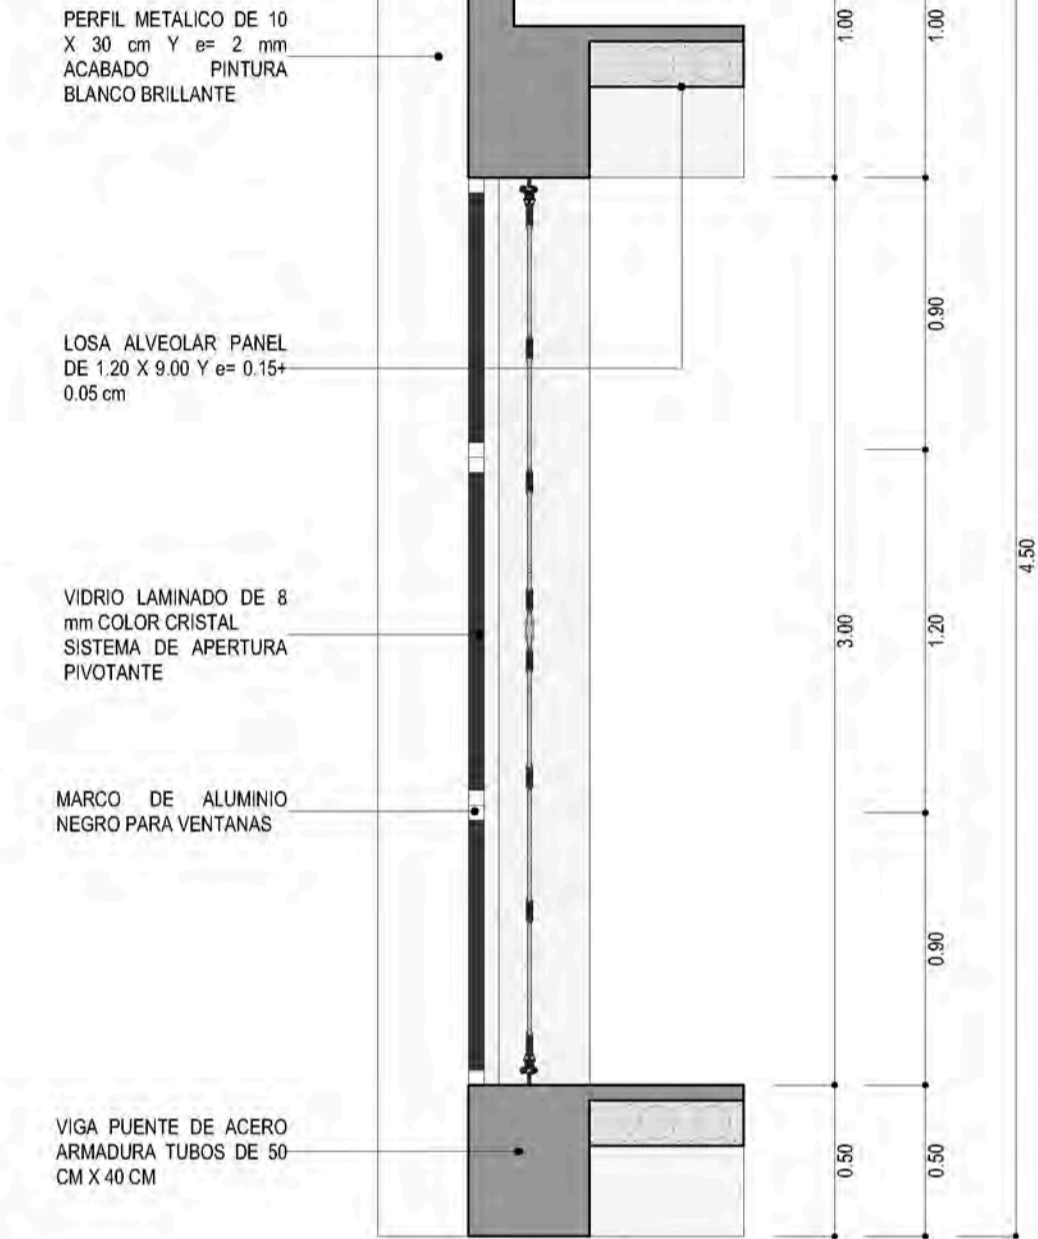 PERFIL METALICO DE 10
X 30 cm Y e= 2 mm
ACABADO PINTURA
BLANCO BRILLANTE
LOSA ALVEOLAR PANEL
DE 1.20 X 9.00 Y e= 0.15+
0.05 cm
VIDRIO LAMINADO DE 8
mm COLOR CRISTAL
SISTEMA DE APERTURA
PIVOTANTE
MARCO DE ALUMINIO
NEGRO PARA VENTANAS
VIGA PUENTE DE ACERO
ARMADURA TUBOS DE 50
CM X 40 CM
1.00
3.00
0.50
1.00
0.90
1.20
0.90
0.50
4.50